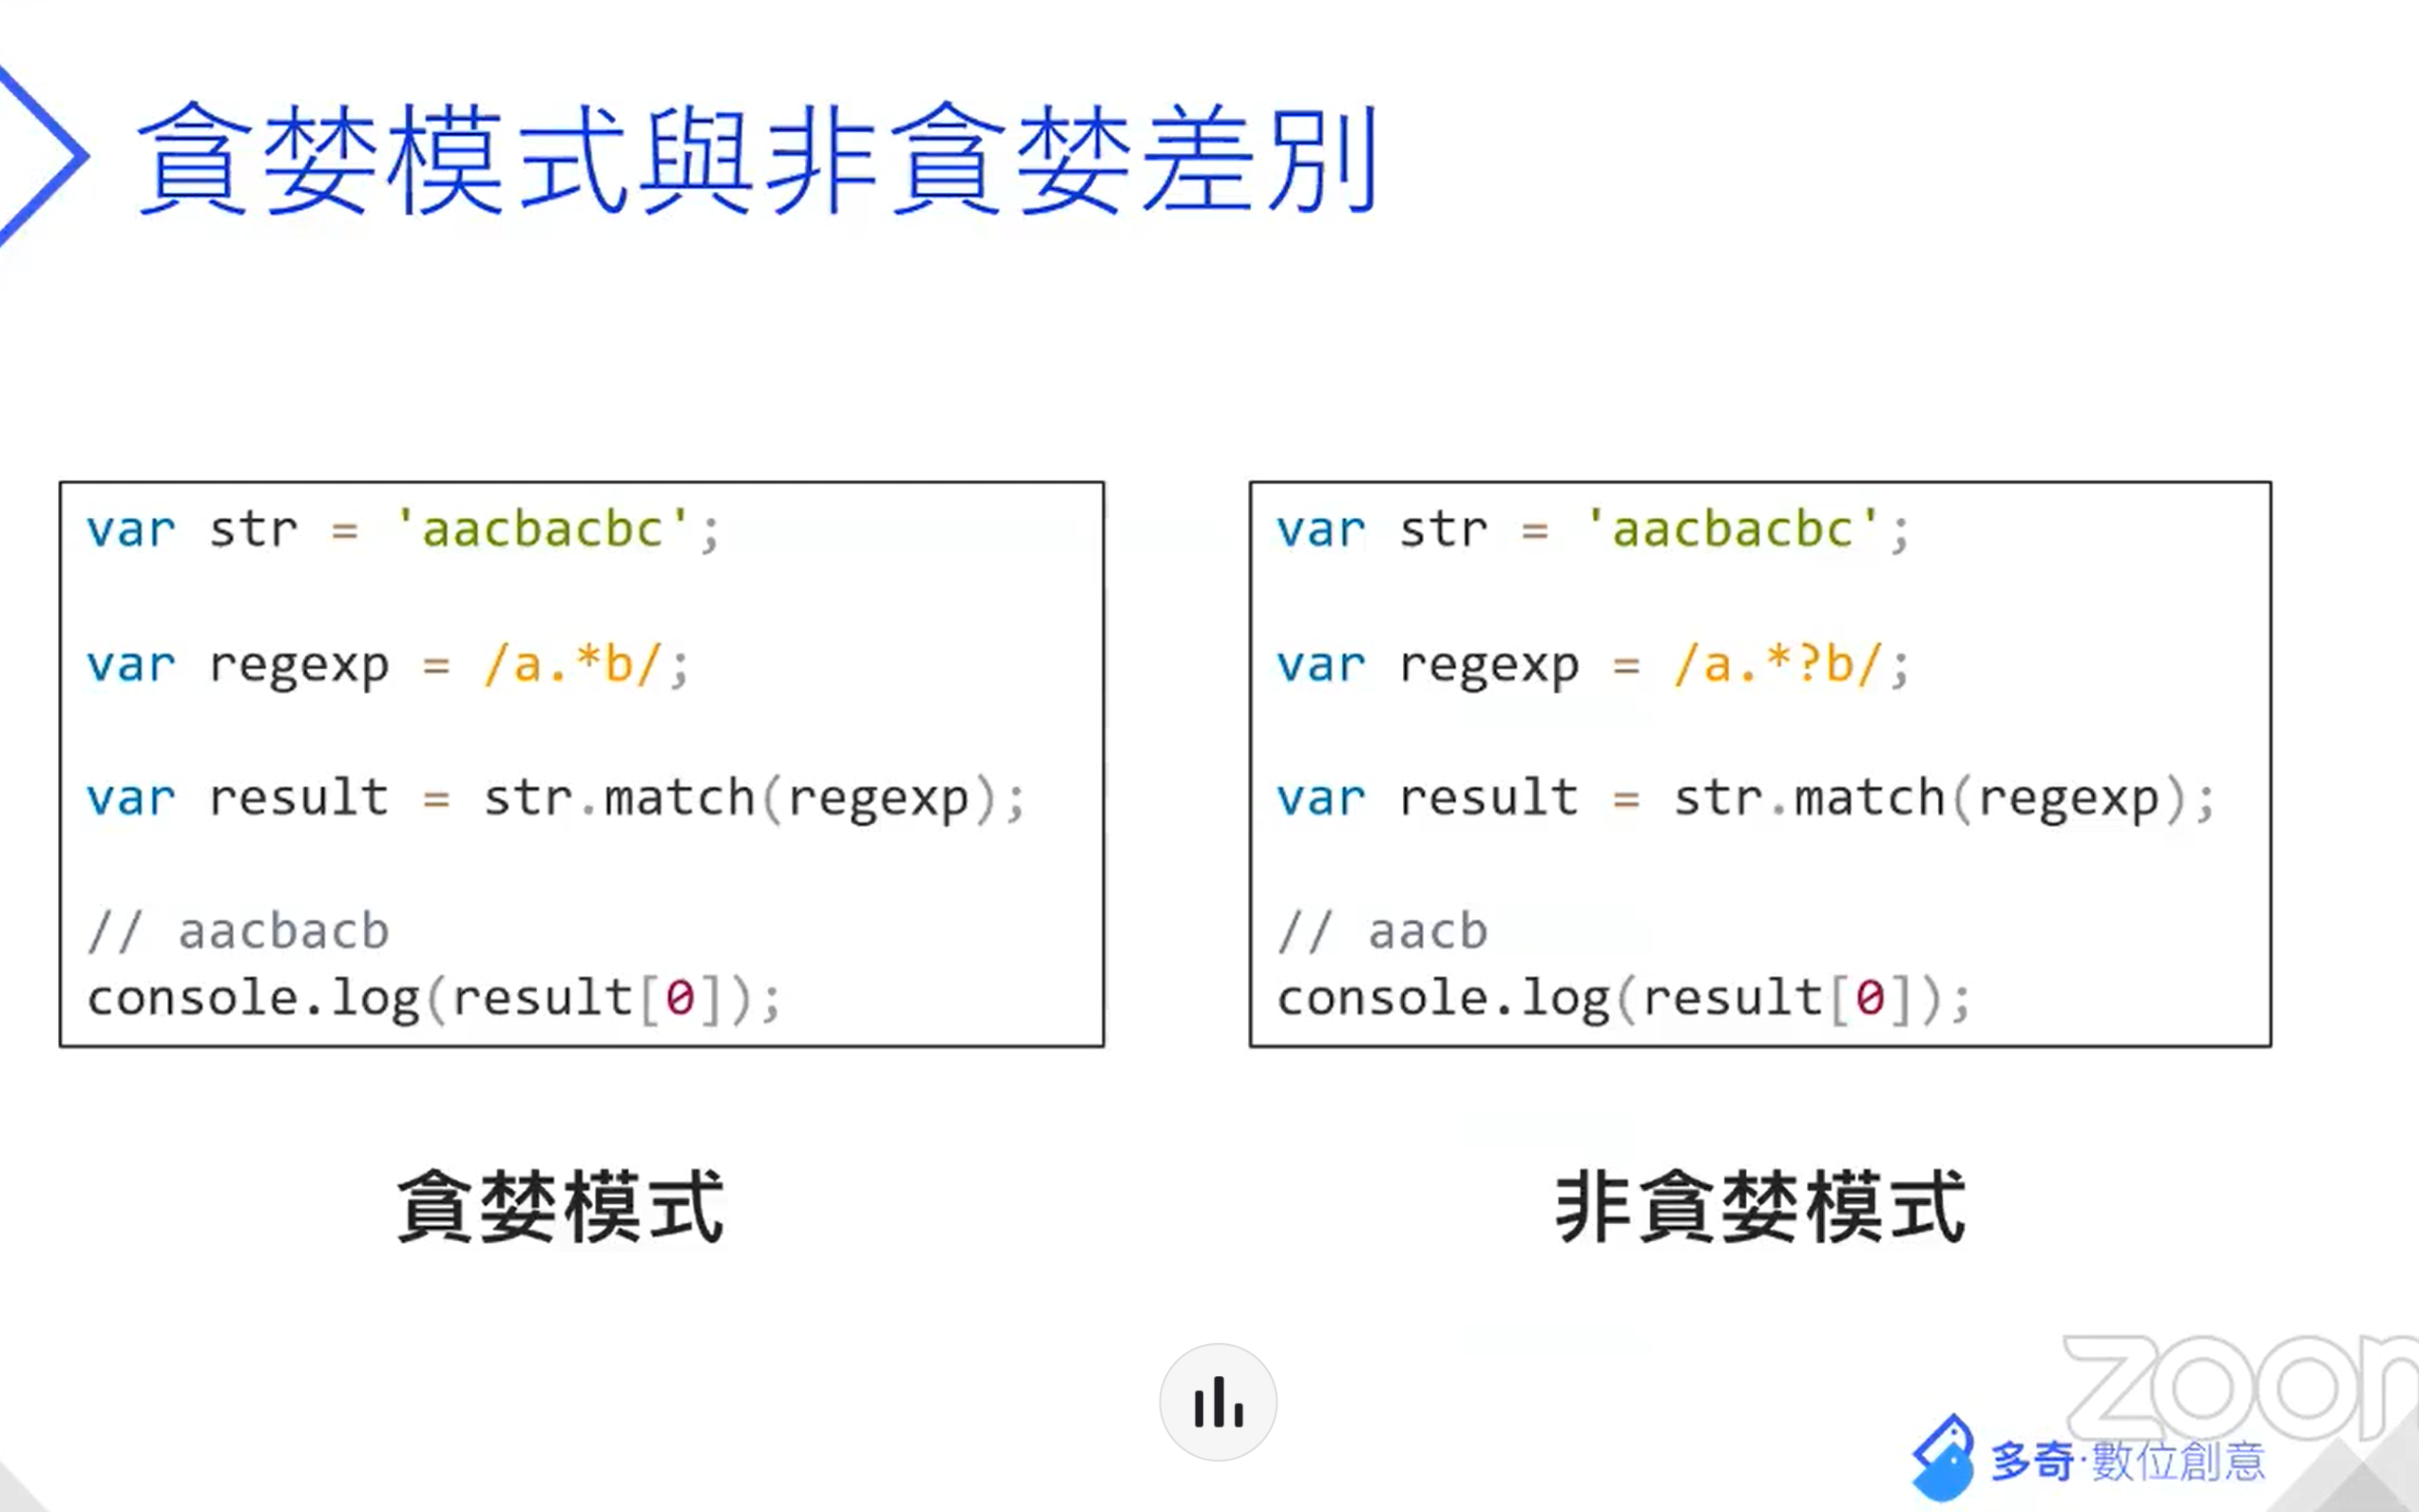 貪婪模式與非貪婪差別
var str = 'aacbacbc';
var regexp = /a.*b/;
var result = str.match(regexp);
// aacbacb
console.log(result[0]);
貪婪模式
var str = 'aacbacbc';
var regexp = /a.*?b/;
var result = str.match(regexp);
// aacb
console.log(result[0]);
非貪婪模式
zoom
多奇·數位創意